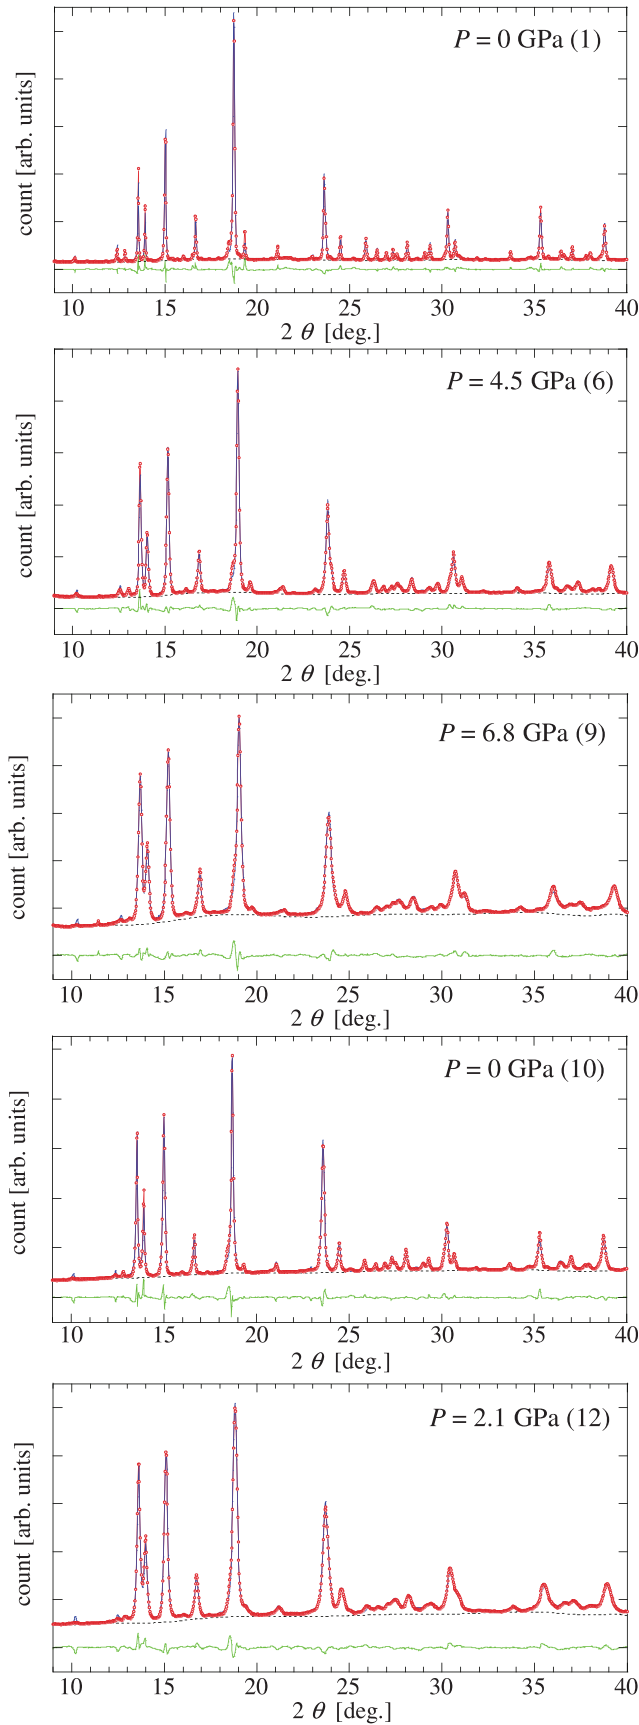 P = 0 GPa (1)
count [arb. units]
10 15 20 25 30 35 40
2 θ [deg.]
P = 4.5 GPa (6)
count [arb. units]
10 15 20 25 30 35 40
2 θ [deg.]
P = 6.8 GPa (9)
count [arb. units]
10 15 20 25 30 35 40
2 θ [deg.]
P = 0 GPa (10)
count [arb. units]
10 15 20 25 30 35 40
2 θ [deg.]
P = 2.1 GPa (12)
count [arb. units]
10 15 20 25 30 35 40
2 θ [deg.]